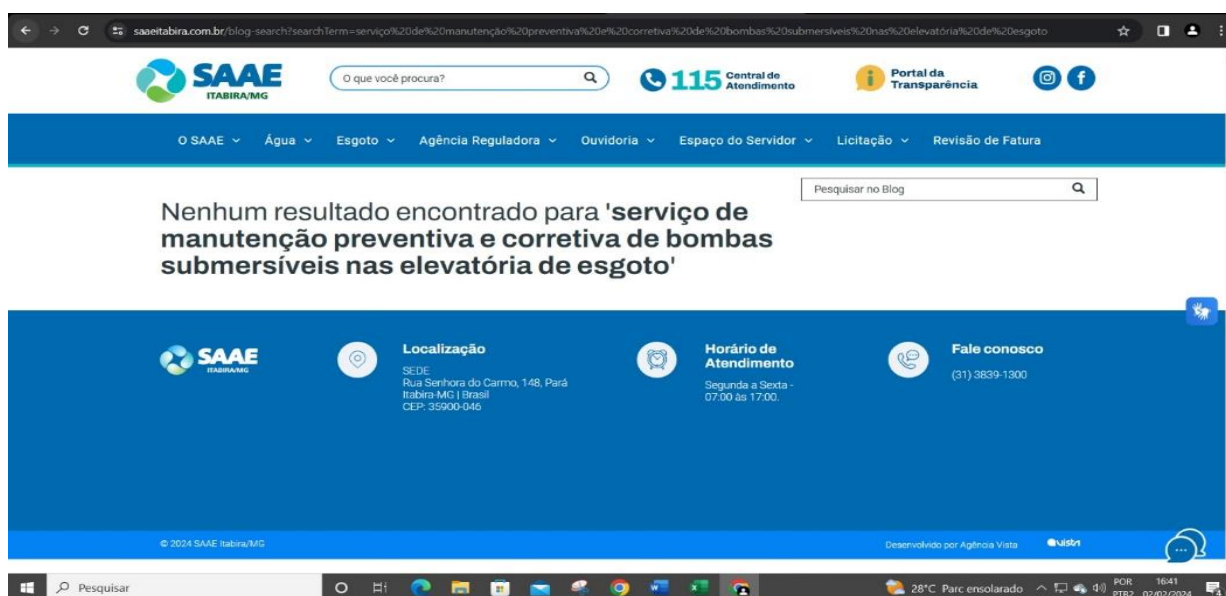 saaeitabira.com.br/blog-search?searchTerm=serviço%20de%20manutenção%20preventiva%20e%20corretiva%20de%20bombas%20submersíveis%20nas%20elevatória%20de%20esgoto
SAAE
ITABIRA/MG
O que você procura?
115 Central de Atendimento
Portal da Transparência
O SAAE Água Esgoto Agência Reguladora Ouvidoria Espaço do Servidor Licitação Revisão de Fatura
Pesquisar no Blog
Nenhum resultado encontrado para 'serviço de
manutenção preventiva e corretiva de bombas
submersíveis nas elevatória de esgoto'
SAAE
ITABIRA/MG
Localização
SEDE
Rua Senhora do Carmo, 148, Pará
Itabira-MG | Brasil
CEP: 35900-046
Horário de
Atendimento
Segunda a Sexta -
07:00 às 17:00.
Fale conosco
(31) 3839-1300
© 2024 SAAE Itabira/MG
Desenvolvido por Agência Vista
vista
Pesquisar
28°C Parc ensolarado
POR
PTB2
16:41
02/02/2024